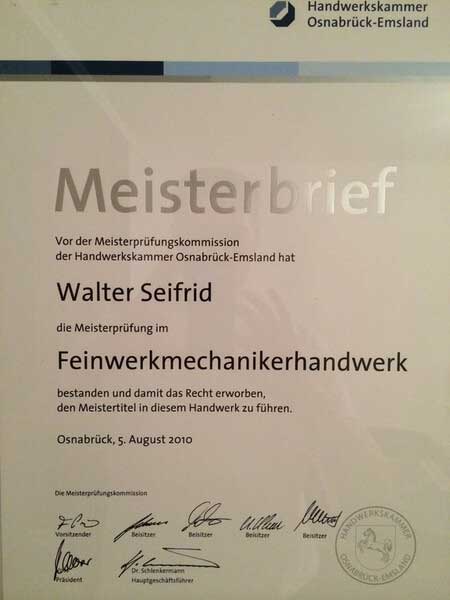 Handwerkskammer
Osnabrück-Emsland
Meisterbrief
Vor der Meisterprüfungskommission
der Handwerkskammer Osnabrück-Emsland hat
Walter Seifrid
die Meisterprüfung im
Feinwerkmechanikerhandwerk
bestanden und damit das Recht erworben,
den Meistertitel in diesem Handwerk zu führen.
Osnabrück, 5. August 2010
Die Meisterprüfungskommission
Vorsitzender Beisitzer Beisitzer Beisitzer Beisitzer
Präsident Dr. Schlenkermann
Hauptgeschäftsführer
HANDWERKSKAMMER
OSNABRÜCK-EMSLAND